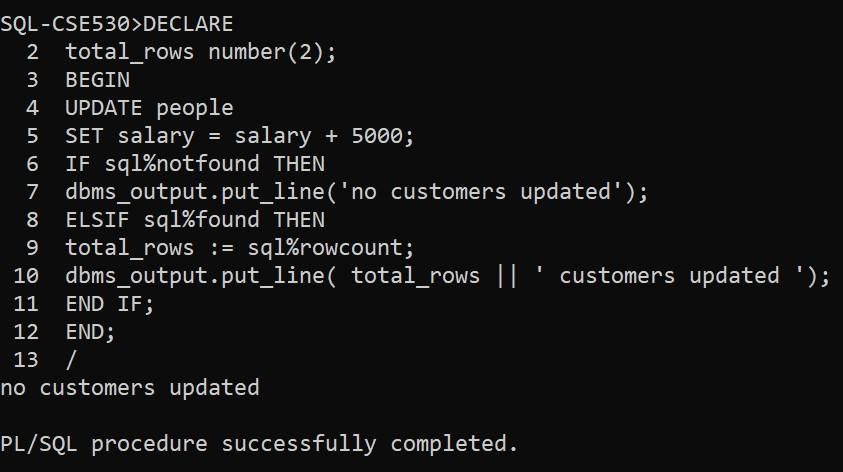 SQL-CSE530>DECLARE
2 total_rows number(2);
3 BEGIN
4 UPDATE people
5 SET salary = salary + 5000;
6 IF sql%notfound THEN
7 dbms_output.put_line('no customers updated');
8 ELSIF sql%found THEN
9 total_rows := sql%rowcount;
10 dbms_output.put_line( total_rows || ' customers updated ');
11 END IF;
12 END;
13 /
no customers updated
PL/SQL procedure successfully completed.